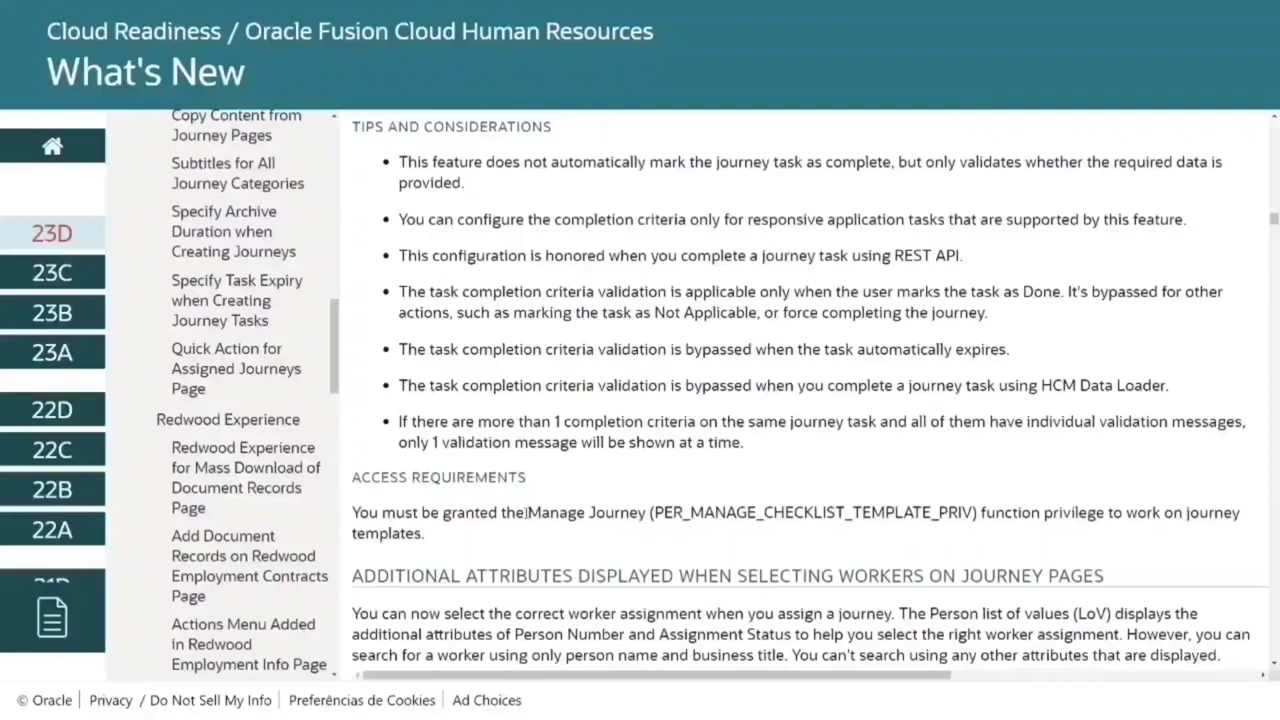 Cloud Readiness / Oracle Fusion Cloud Human Resources
What's New
23D
23C
23B
23A
22D
22C
22B
22A
21D
Copy Content from
Journey Pages
Subtitles for All
Journey Categories
Specify Archive
Duration when
Creating Journeys
Specify Task Expiry
when Creating
Journey Tasks
Quick Action for
Assigned Journeys
Page
Redwood Experience
Redwood Experience
for Mass Download of
Document Records
Page
Add Document
Records on Redwood
Employment Contracts
Page
Actions Menu Added
in Redwood
Employment Info Page
TIPS AND CONSIDERATIONS
• This feature does not automatically mark the journey task as complete, but only validates whether the required data is
provided.
• You can configure the completion criteria only for responsive application tasks that are supported by this feature.
• This configuration is honored when you complete a journey task using REST API.
• The task completion criteria validation is applicable only when the user marks the task as Done. It's bypassed for other
actions, such as marking the task as Not Applicable, or force completing the journey.
• The task completion criteria validation is bypassed when the task automatically expires.
• The task completion criteria validation is bypassed when you complete a journey task using HCM Data Loader.
• If there are more than 1 completion criteria on the same journey task and all of them have individual validation messages,
only 1 validation message will be shown at a time.
ACCESS REQUIREMENTS
You must be granted the Manage Journey (PER_MANAGE_CHECKLIST_TEMPLATE_PRIV) function privilege to work on journey
templates.
ADDITIONAL ATTRIBUTES DISPLAYED WHEN SELECTING WORKERS ON JOURNEY PAGES
You can now select the correct worker assignment when you assign a journey. The Person list of values (LoV) displays the
additional attributes of Person Number and Assignment Status to help you select the right worker assignment. However, you can
search for a worker using only person name and business title. You can't search using any other attributes that are displayed.
© Oracle | Privacy / Do Not Sell My Info | Preferências de Cookies | Ad Choices